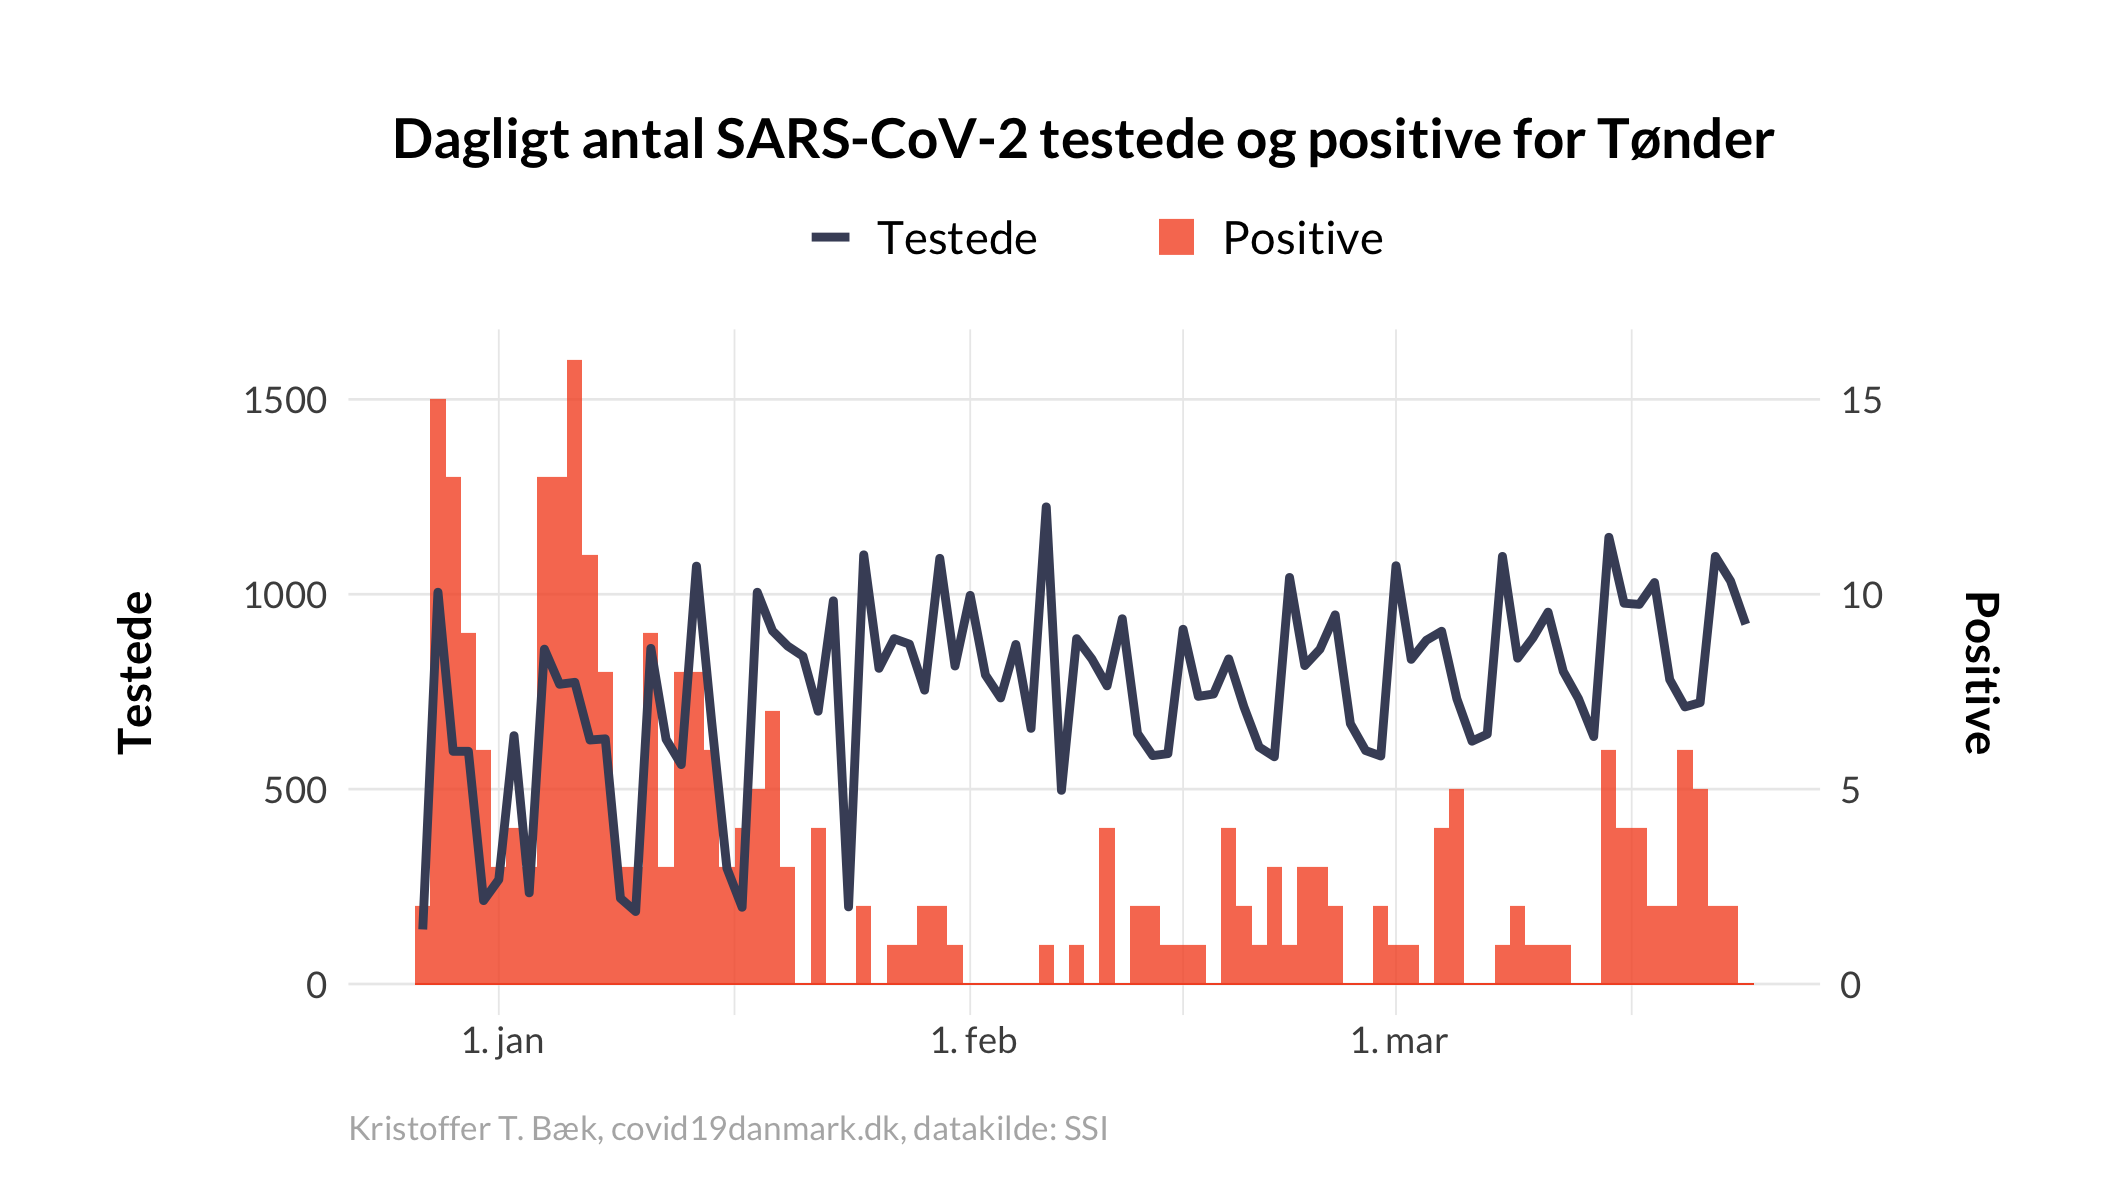 Dagligt antal SARS-CoV-2 testede og positive for Tønder
Testede
Positive
1500
1000
500
0
Testede
15
10
5
0
Positive
1. jan
1. feb
1. mar
Kristoffer T. Bæk, covid19danmark.dk, datakilde: SSI